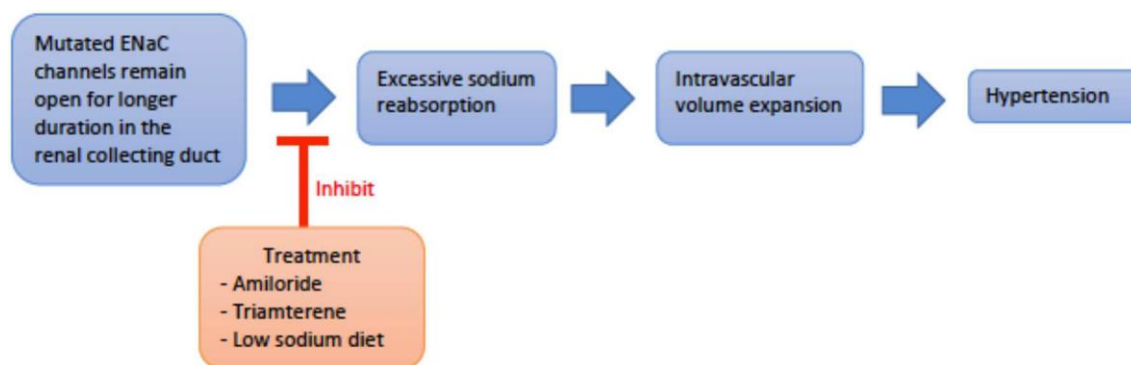 Mutated ENaC
channels remain
open for longer
duration in the
renal collecting duct
Excessive sodium
reabsorption
Intravascular
volume expansion
Hypertension
Inhibit
Treatment
- Amiloride
- Triamterene
- Low sodium diet